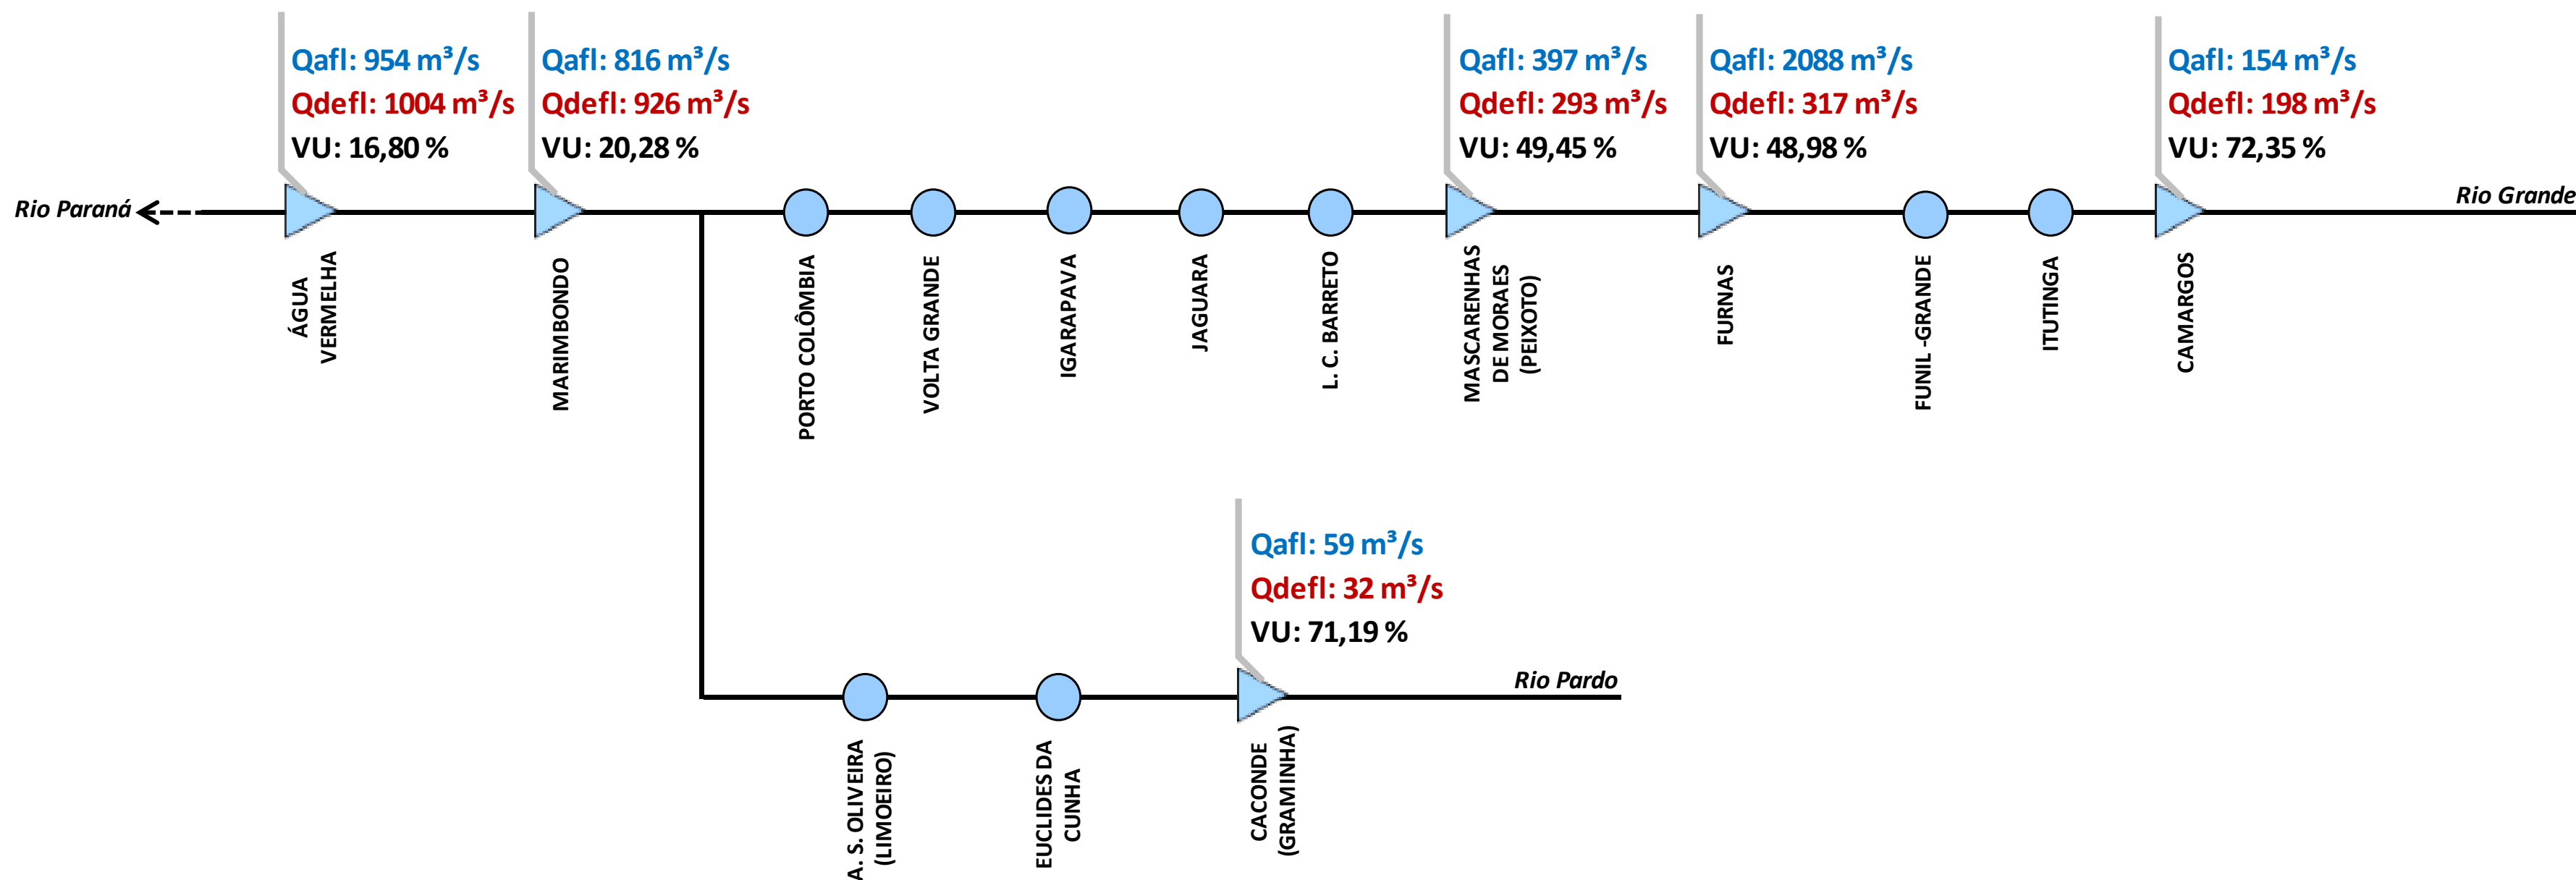 Qafl: 954 m³/s
Qdefl: 1004 m³/s
VU: 16,80 %
Qafl: 816 m³/s
Qdefl: 926 m³/s
VU: 20,28 %
Qafl: 397 m³/s
Qdefl: 293 m³/s
VU: 49,45 %
Qafl: 2088 m³/s
Qdefl: 317 m³/s
VU: 48,98 %
Qafl: 154 m³/s
Qdefl: 198 m³/s
VU: 72,35 %
Rio Paraná
Rio Grande
ÁGUA
VERMELHA
MARIMBONDO
PORTO COLÔMBIA
VOLTA GRANDE
IGARAPAVA
JAGUARA
L. C. BARRETO
MASCARENHAS
DE MORAES
(PEIXOTO)
FURNAS
FUNIL -GRANDE
ITUTINGA
CAMARGOS
Qafl: 59 m³/s
Qdefl: 32 m³/s
VU: 71,19 %
Rio Pardo
A. S. OLIVEIRA
(LIMOEIRO)
EUCLIDES DA
CUNHA
CACONDE
(GRAMINHA)